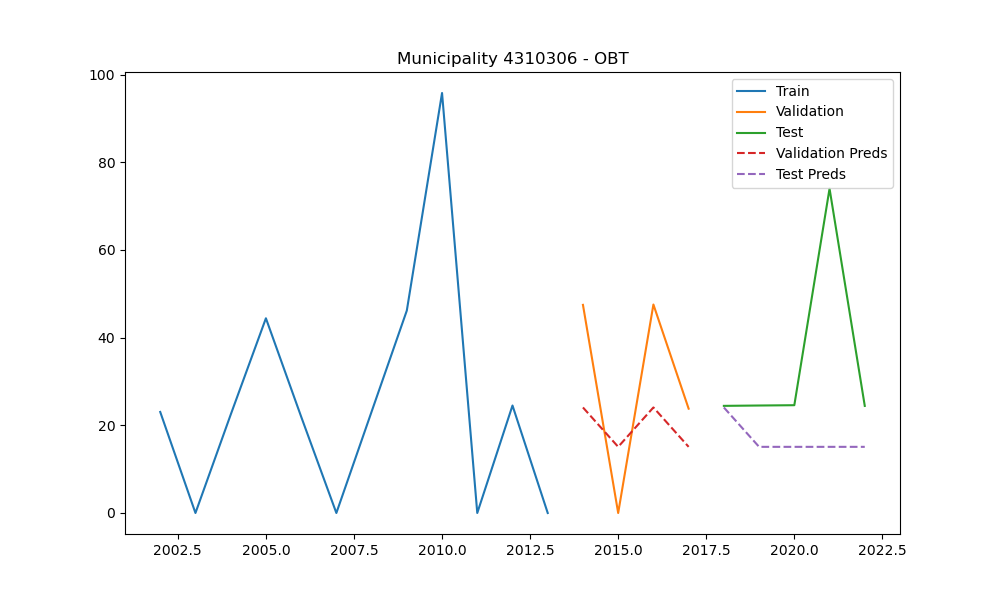 Municipality 4310306 - OBT
100
80
60
40
20
0
Train
Validation
Test
Validation Preds
Test Preds
2002.5 2005.0 2007.5 2010.0 2012.5 2015.0 2017.5 2020.0 2022.5